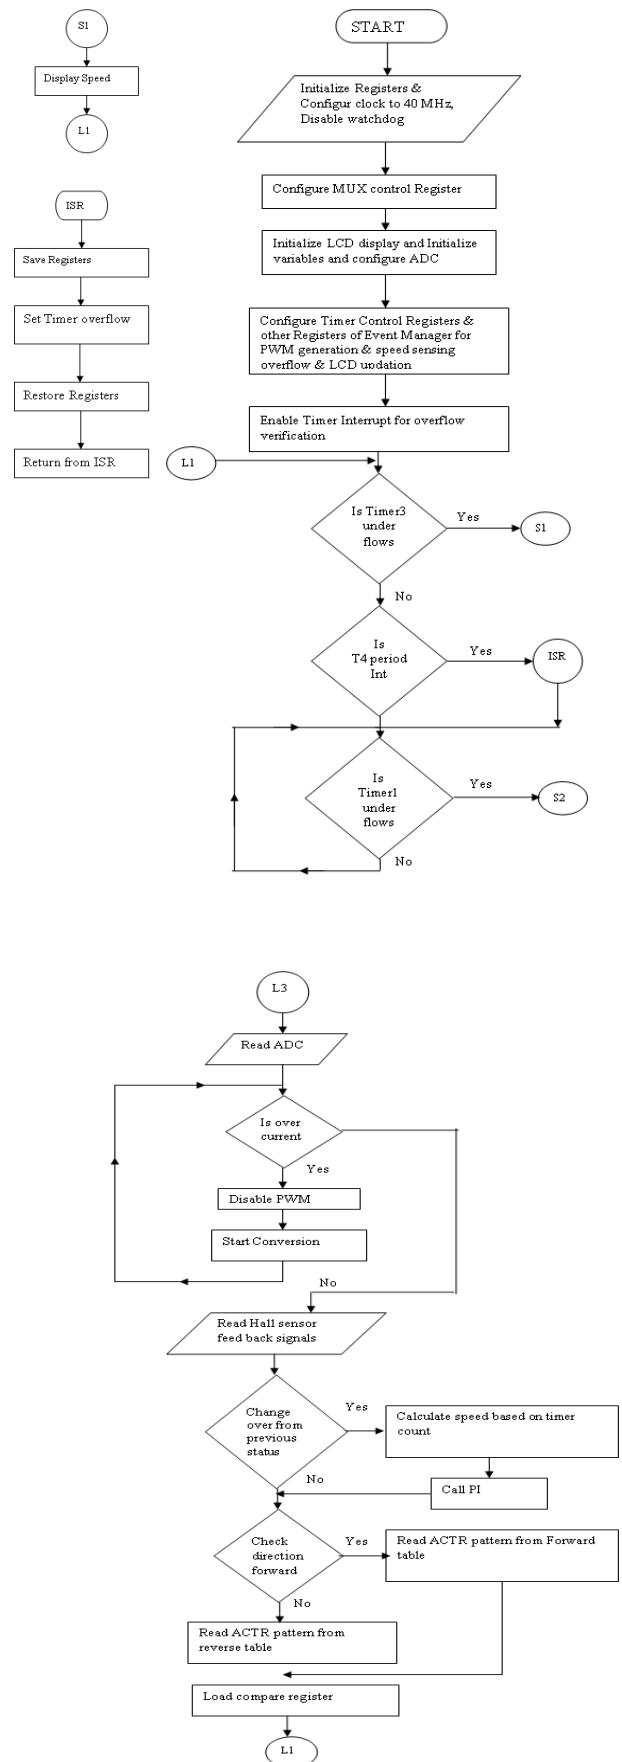 S1
Display Speed
L1
ISR
Save Registers
Set Timer overflow
Restore Registers
Return from ISR
START
Initialize Registers &
Configur clock to 40 MHz,
Disable watchdog
Configure MUX control Register
Initialize LCD display and Initialize
variables and configure ADC
Configure Timer Control Registers &
other Registers of Event Manager for
PWM generation & speed sensing
overflow & LCD updation
Enable Timer Interrupt for overflow
verification
L1
Is Timer3
under
flows
Yes
S1
No
Is
T4 period
Int
Yes
ISR
Is
Timer1
under
flows
Yes
S2
No
L3
Read ADC
Is over
current
Yes
Disable PWM
Start Conversion
No
Read Hall sensor
feed back signals
Change
over from
previous
status
Yes
Calculate speed based on timer
count
No
Call PI
Check
direction
forward
Yes
Read ACTR pattern from Forward
table
No
Read ACTR pattern from
reverse table
Load compare register
L1